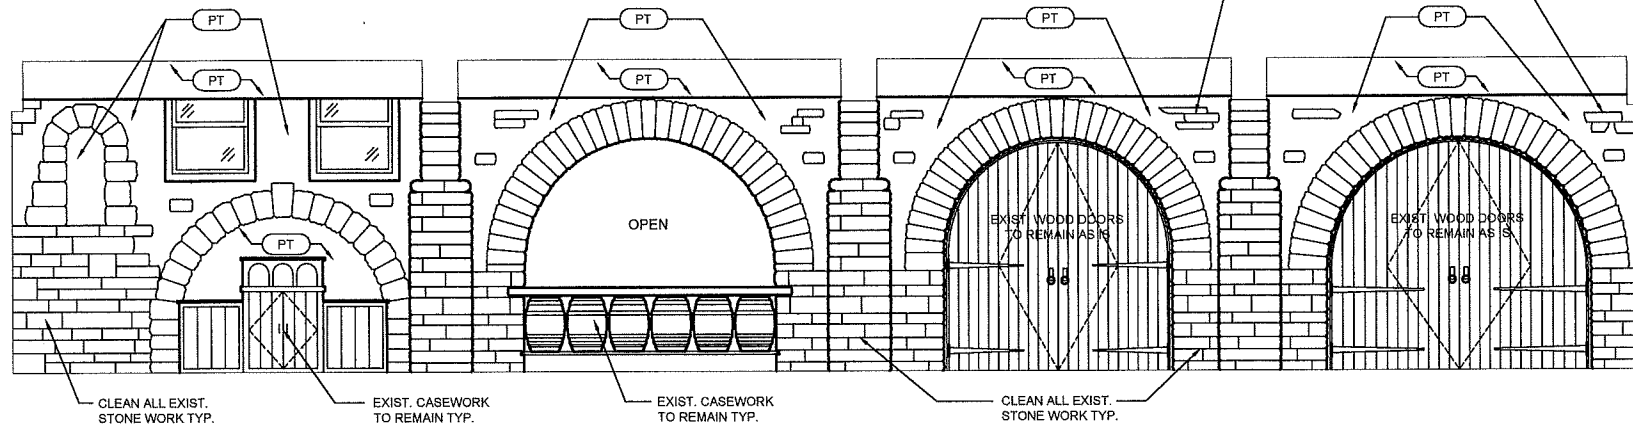 PT
PT
PT
PT
PT
PT
PT
PT
OPEN
EXIST. WOOD DOORS
TO REMAIN AS IS
EXIST. WOOD DOORS
TO REMAIN AS IS
PT
CLEAN ALL EXIST.
STONE WORK TYP.
EXIST. CASEWORK
TO REMAIN TYP.
EXIST. CASEWORK
TO REMAIN TYP.
CLEAN ALL EXIST.
STONE WORK TYP.